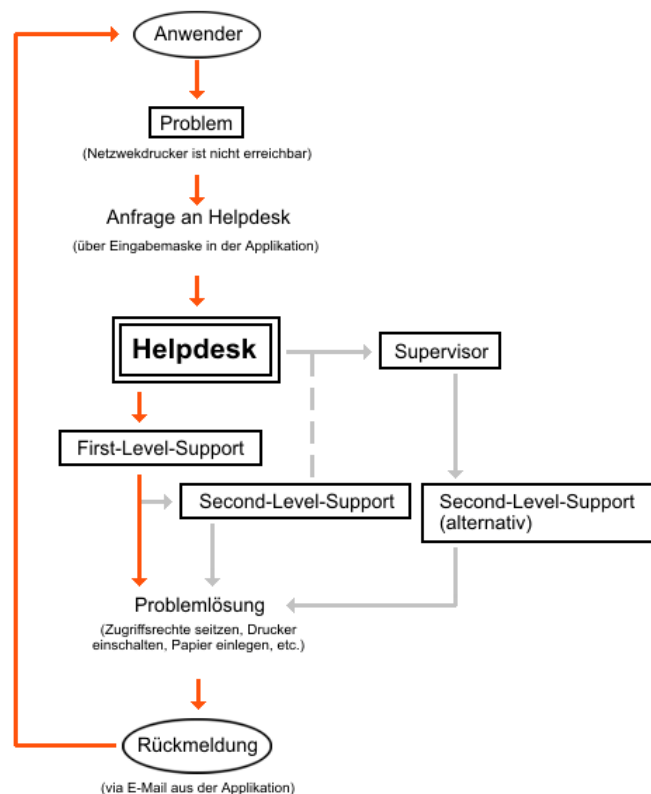 Anwender
Problem
(Netzwekdrucker ist nicht erreichbar)
Anfrage an Helpdesk
(über Eingabemaske in der Applikation)
Helpdesk
Supervisor
First-Level-Support
Second-Level-Support
Second-Level-Support
(alternativ)
Problemlösung
(Zugriffsrechte seitzen, Drucker
einschalten, Papier einlegen, etc.)
Rückmeldung
(via E-Mail aus der Applikation)